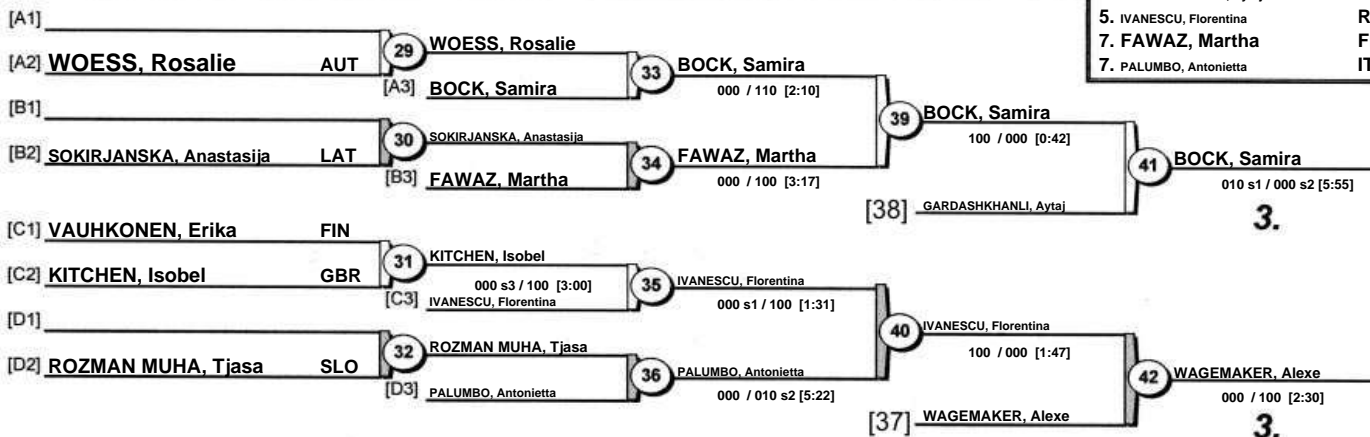 5. IVANESCU, Florentina R
7. FAWAZ, Martha F
7. PALUMBO, Antonietta IT
[A1]
[A2] WOESS, Rosalie AUT
29
WOESS, Rosalie
[A3] BOCK, Samira
33
BOCK, Samira
000 / 110 [2:10]
[B1]
[B2] SOKIRJANSKA, Anastasija LAT
30
SOKIRJANSKA, Anastasija
[B3] FAWAZ, Martha
34
FAWAZ, Martha
000 / 100 [3:17]
39
BOCK, Samira
100 / 000 [0:42]
[38] GARDASHKHANLI, Aytaj
41
BOCK, Samira
010 s1 / 000 s2 [5:55]
3.
[C1] VAUHKONEN, Erika FIN
[C2] KITCHEN, Isobel GBR
31
KITCHEN, Isobel
000 s3 / 100 [3:00]
[C3] IVANESCU, Florentina
35
IVANESCU, Florentina
000 s1 / 100 [1:31]
[D1]
[D2] ROZMAN MUHA, Tjasa SLO
32
ROZMAN MUHA, Tjasa
[D3] PALUMBO, Antonietta
36
PALUMBO, Antonietta
000 / 010 s2 [5:22]
40
IVANESCU, Florentina
100 / 000 [1:47]
[37] WAGEMAKER, Alexe
42
WAGEMAKER, Alexe
000 / 100 [2:30]
3.